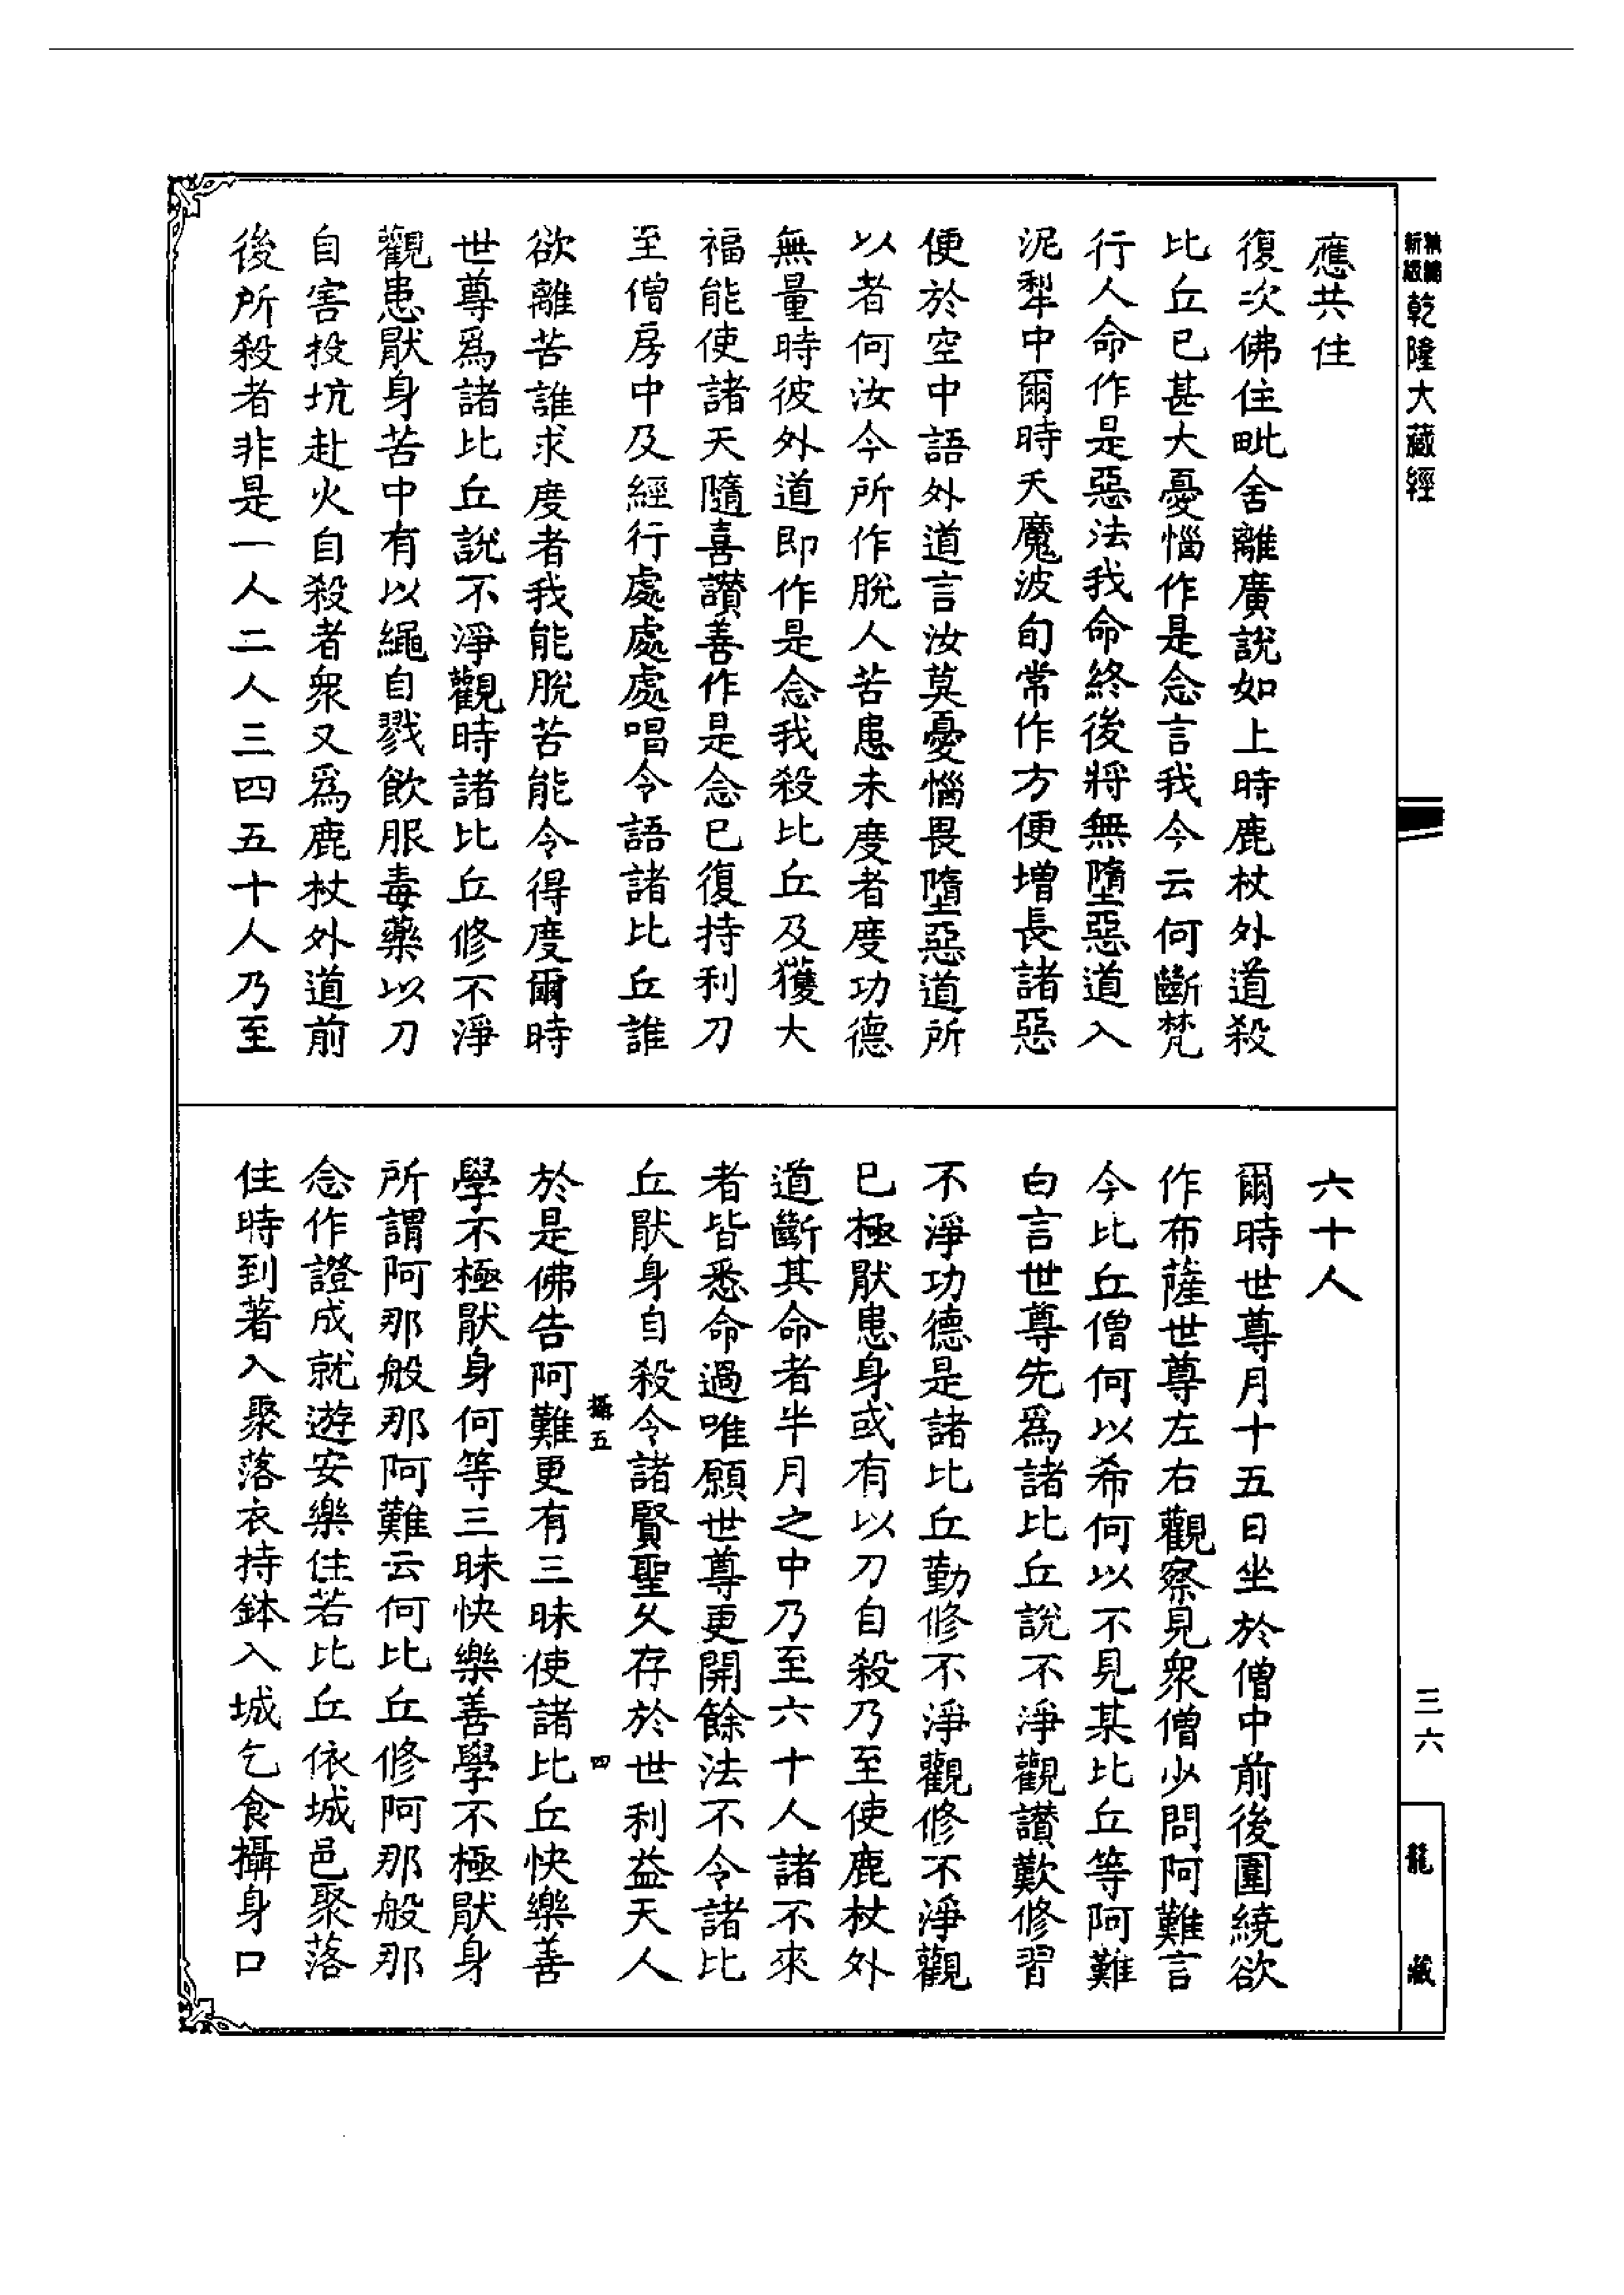 乾隆大藏經
三六
龍藏
應共住
復次佛住毗舍離廣說如上時鹿杖外道殺
比丘已甚大憂惱作是念言我今云何斷梵
行人命作是惡法我命終後將無墮惡道入
泥犁中爾時天魔波旬常作方便增長諸惡
便於空中語外道言汝莫憂惱畏墮惡道所
以者何汝今所作脫人苦患未度者度功德
無量時彼外道即作是念我殺比丘及獲大
福能使諸天隨喜讚善作是念已復持利刀
至僧房中及經行處處處唱令語諸比丘誰
欲離苦誰求度者我能脫苦能令得度爾時
世尊爲諸比丘說不淨觀時諸比丘修不淨
觀患厭身苦中有以繩自戮飲服毒藥以刀
自害投坑赴火自殺者衆又爲鹿杖外道前
後所殺者非是一人二人三四五十人乃至
六十人
爾時世尊月十五日坐於僧中前後圍繞欲
作布薩世尊左右觀察見衆僧少問阿難言
今比丘僧何以希何以不見某比丘等阿難
白言世尊先爲諸比丘說不淨觀讚歎修習
不淨功德是諸比丘勤修不淨觀修不淨觀
已極厭患身或有以刀自殺乃至使鹿杖外
道斷其命者半月之中乃至六十人諸不來
者皆悉命過唯願世尊更開餘法不令諸比
丘厭身自殺令諸賢聖久存於世利益天人
攝五
四
於是佛告阿難更有三昧使諸比丘快樂善
學不極厭身何等三昧快樂善學不極厭身
所謂阿那般那阿難云何比丘修阿那般那
念作證成就遊安樂住若比丘依城邑聚落
住時到著入聚落衣持鉢入城乞食攝身口